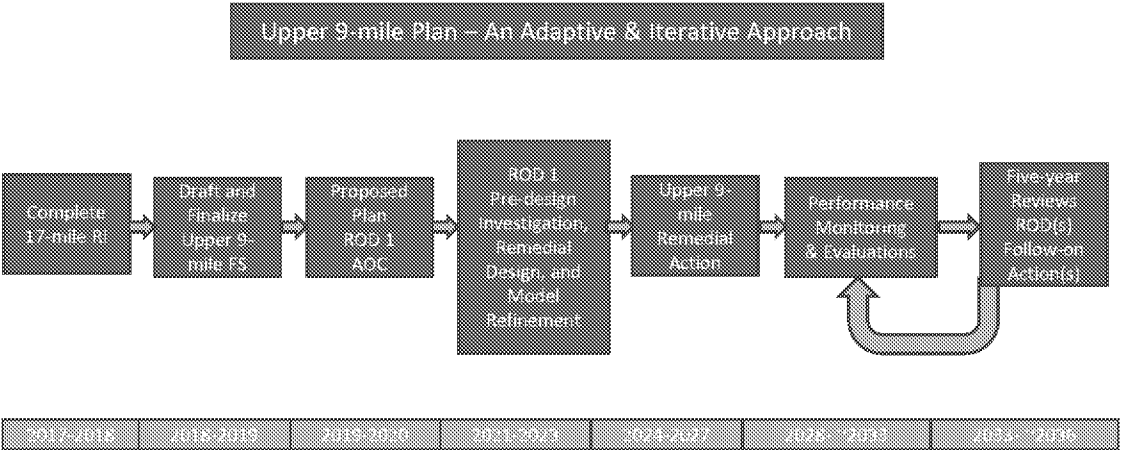 Upper 9-mile Plan – An Adaptive & Iterative Approach
Complete
17-mile RI
Draft and
Finalize
Upper 9-
mile FS
Proposed
Plan
ROD 1
AOC
ROD 1
Pre-design
Investigation,
Remedial
Design, and
Model
Refinement
Upper 9-
mile
Remedial
Action
Performance
Monitoring
& Evaluations
Five-year
Reviews
ROD(s)
Follow-on
Action(s)
2017-2018
2018-2019
2019-2020
2021-2023
2024-2027